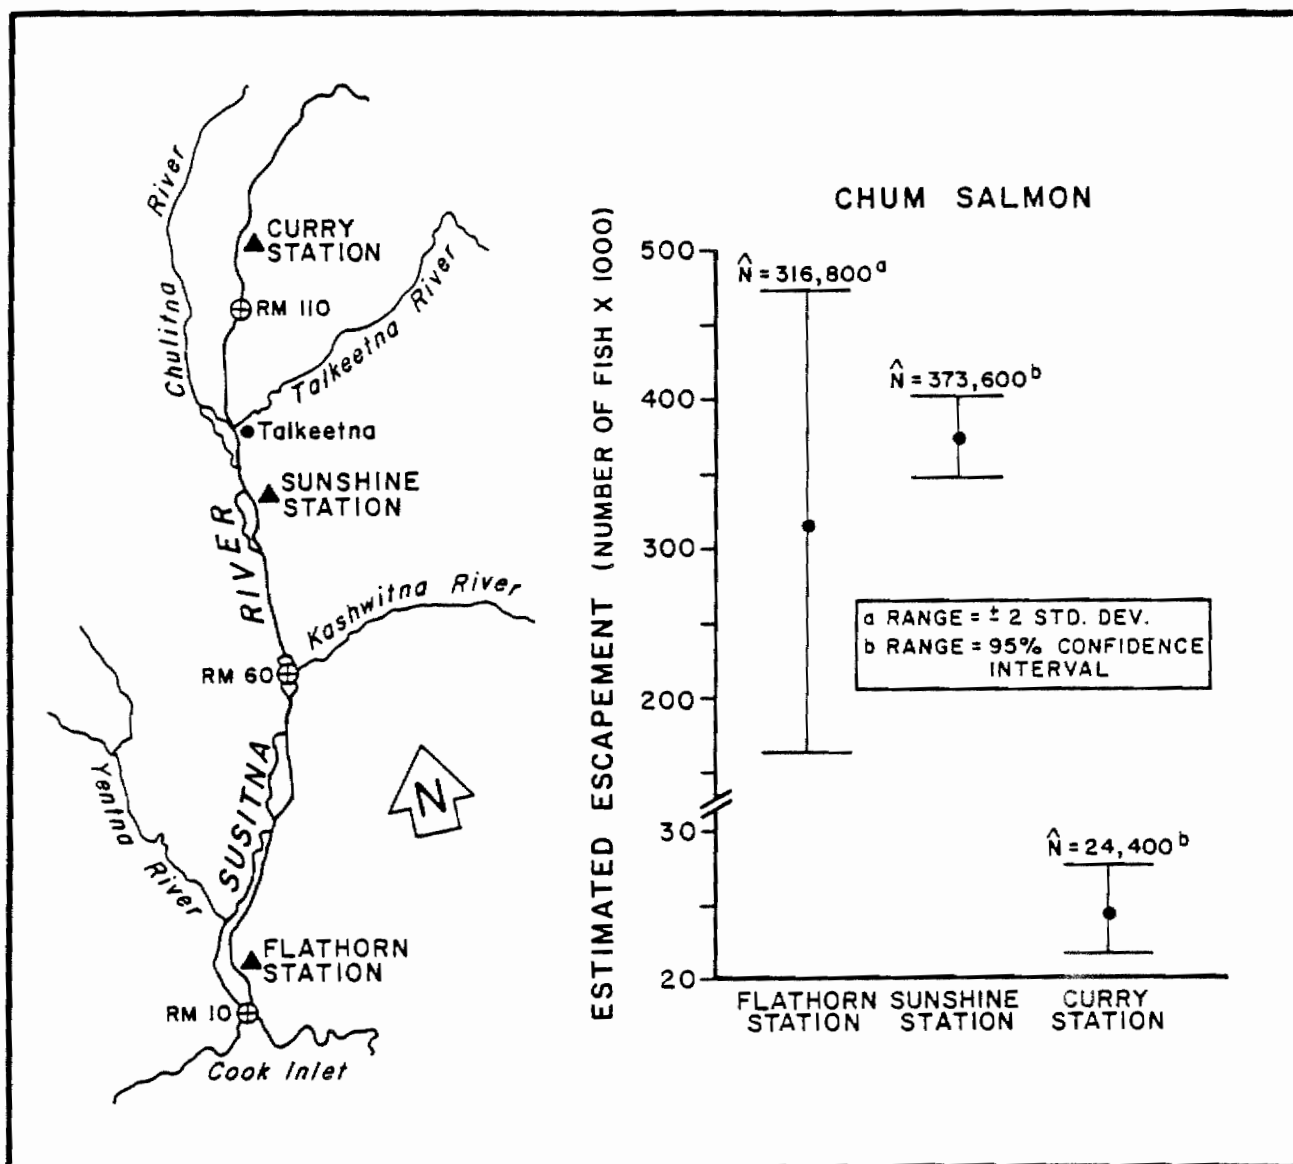 River
Chulitna
CURRY
STATION
RM 110
Talkeetna River
Talkeetna
SUNSHINE
STATION
RIVER
Kashwitna River
RM 60
SUSITNA
N
Yentna
River
FLATHORN
STATION
RM 10
Cook Inlet
CHUM SALMON
ESTIMATED ESCAPEMENT (NUMBER OF FISH X 1000)
500
400
300
200
30
20
N̂ = 316,800ᵃ
N̂ = 373,600ᵇ
a RANGE = ± 2 STD. DEV.
b RANGE = 95% CONFIDENCE
INTERVAL
N̂ = 24,400ᵇ
FLATHORN
STATION
SUNSHINE
STATION
CURRY
STATION